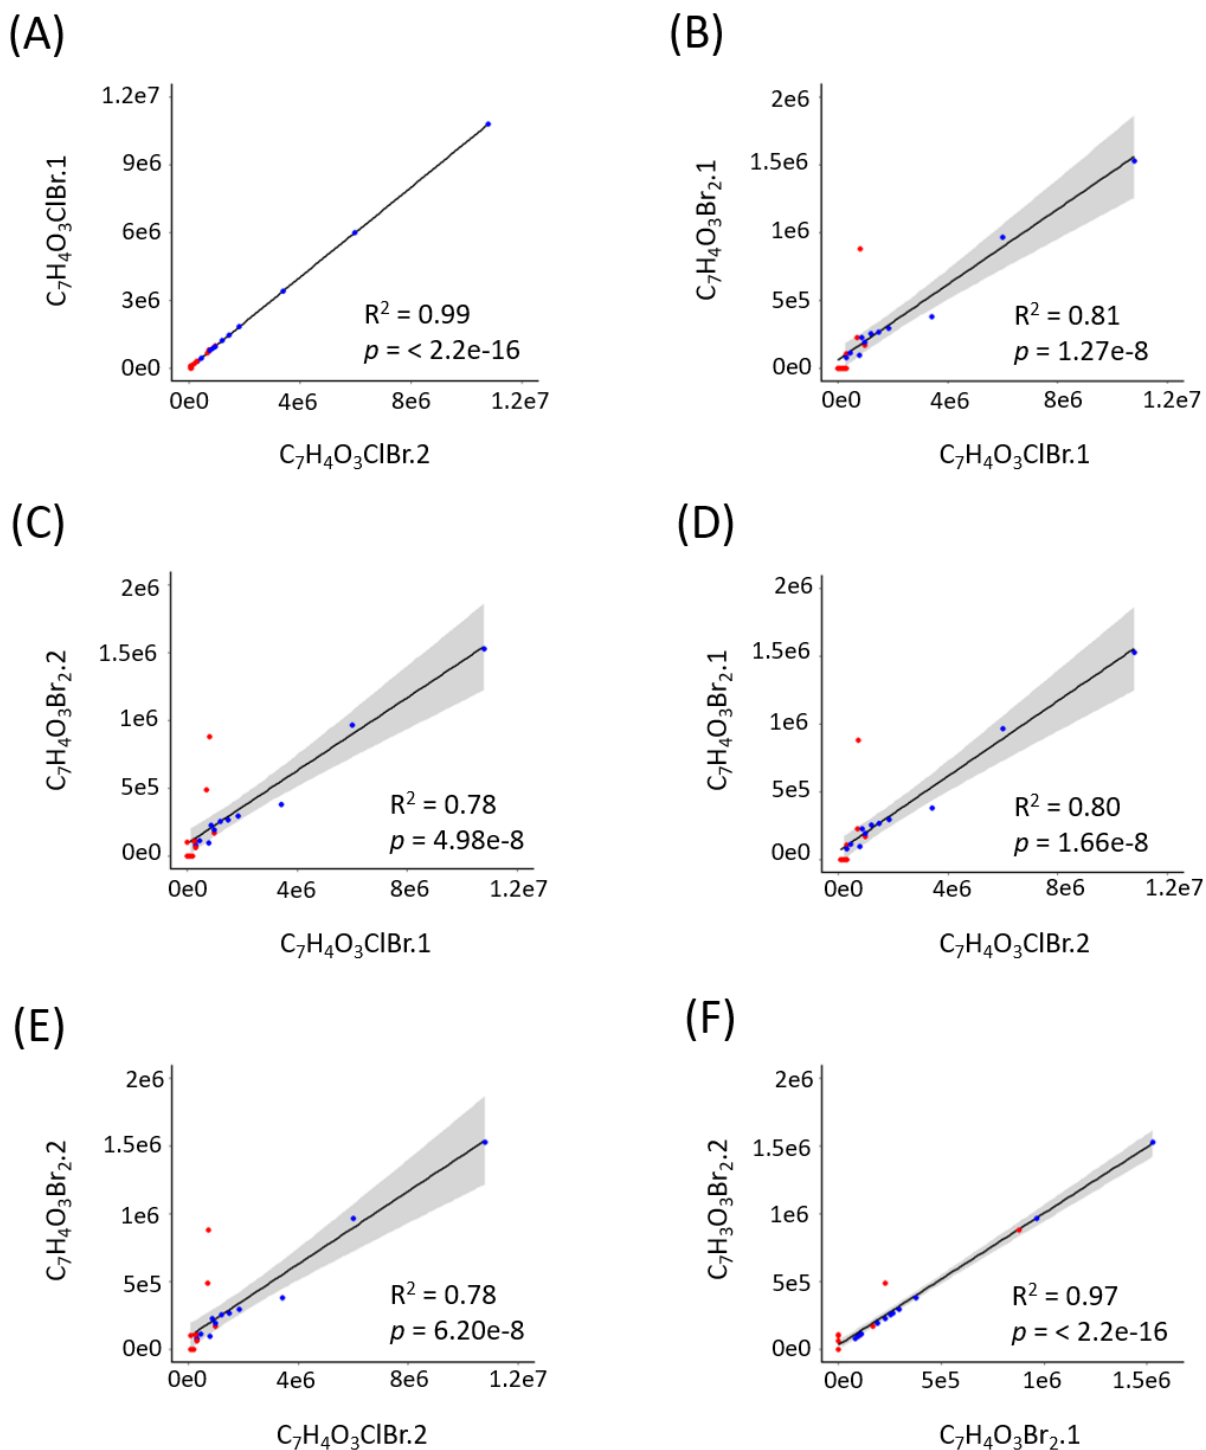 (A)
1.2e7
9e6
6e6
3e6
0e0
C₇H₄O₃ClBr.1
R² = 0.99
p = < 2.2e-16
0e0 4e6 8e6 1.2e7
C₇H₄O₃ClBr.2
(B)
2e6
1.5e6
1e6
5e5
0e0
C₇H₄O₃Br₂.1
R² = 0.81
p = 1.27e-8
0e0 4e6 8e6 1.2e7
C₇H₄O₃ClBr.1
(C)
2e6
1.5e6
1e6
5e5
0e0
C₇H₄O₃Br₂.2
R² = 0.78
p = 4.98e-8
0e0 4e6 8e6 1.2e7
C₇H₄O₃ClBr.1
(D)
2e6
1.5e6
1e6
5e5
0e0
C₇H₄O₃Br₂.1
R² = 0.80
p = 1.66e-8
0e0 4e6 8e6 1.2e7
C₇H₄O₃ClBr.2
(E)
2e6
1.5e6
1e6
5e5
0e0
C₇H₄O₃Br₂.2
R² = 0.78
p = 6.20e-8
0e0 4e6 8e6 1.2e7
C₇H₄O₃ClBr.2
(F)
2e6
1.5e6
1e6
5e5
0e0
C₇H₃O₃Br₂.2
R² = 0.97
p = < 2.2e-16
0e0 5e5 1e6 1.5e6
C₇H₄O₃Br₂.1